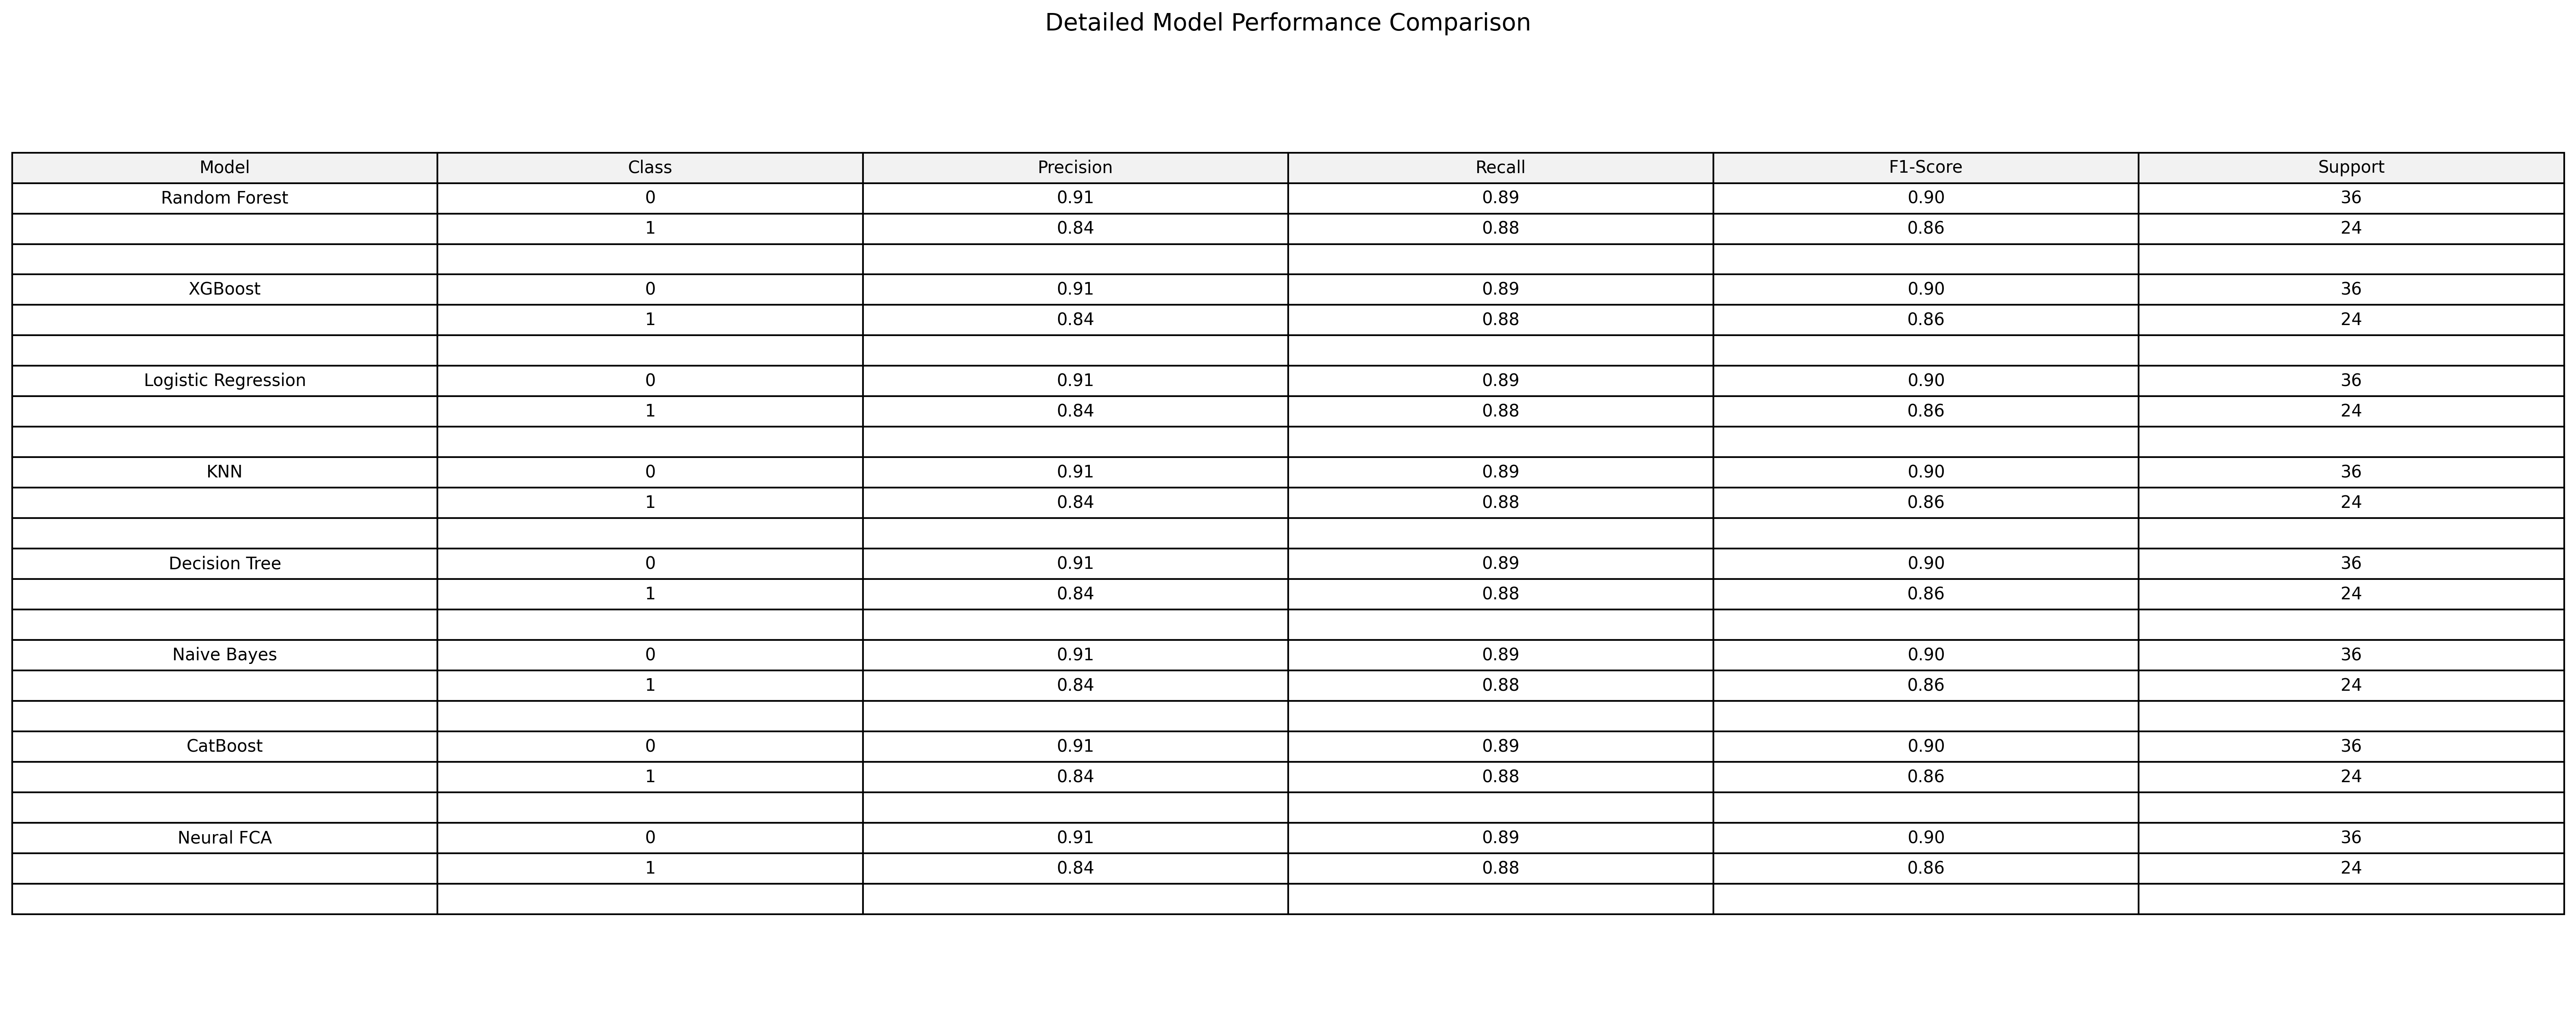 Detailed Model Performance Comparison
Model Class Precision Recall F1-Score Support
Random Forest 0 0.91 0.89 0.90 36
1 0.84 0.88 0.86 24
XGBoost 0 0.91 0.89 0.90 36
1 0.84 0.88 0.86 24
Logistic Regression 0 0.91 0.89 0.90 36
1 0.84 0.88 0.86 24
KNN 0 0.91 0.89 0.90 36
1 0.84 0.88 0.86 24
Decision Tree 0 0.91 0.89 0.90 36
1 0.84 0.88 0.86 24
Naive Bayes 0 0.91 0.89 0.90 36
1 0.84 0.88 0.86 24
CatBoost 0 0.91 0.89 0.90 36
1 0.84 0.88 0.86 24
Neural FCA 0 0.91 0.89 0.90 36
1 0.84 0.88 0.86 24